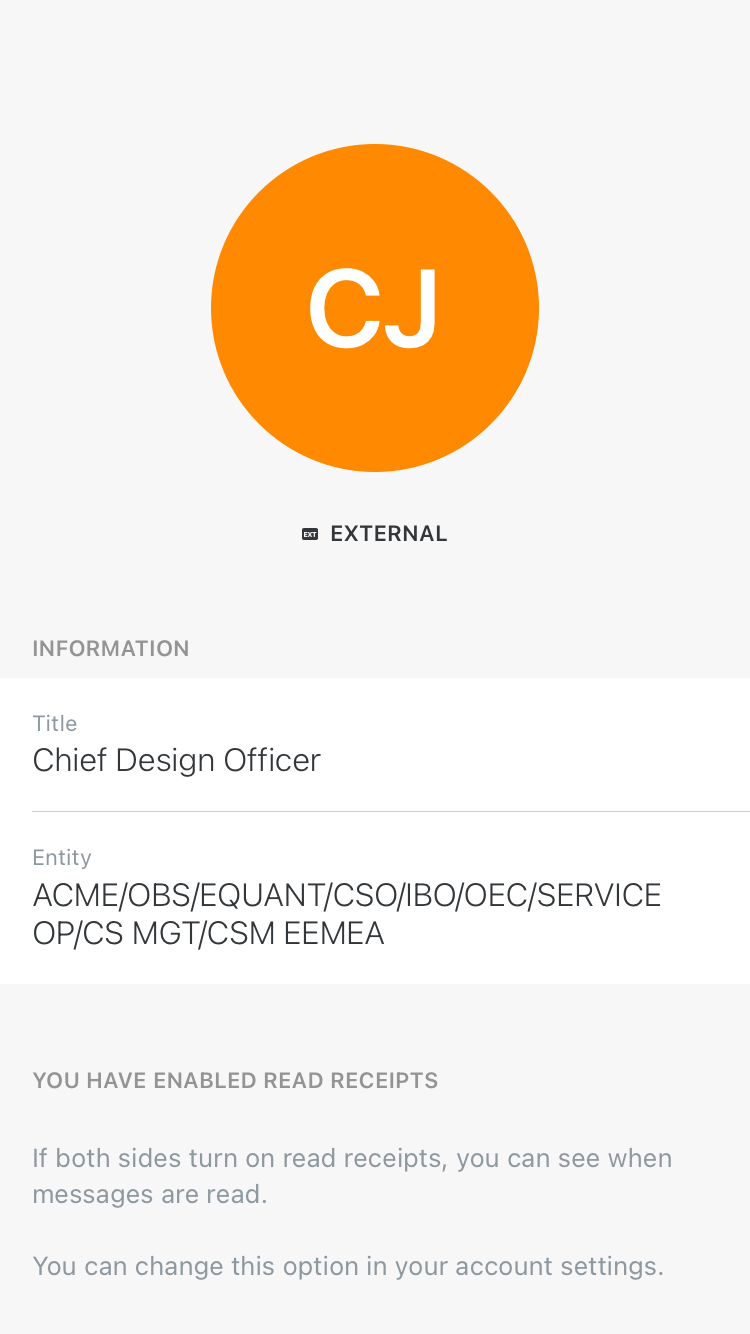 CJ
EXT EXTERNAL
INFORMATION
Title
Chief Design Officer
Entity
ACME/OBS/EQUANT/CSO/IBO/OEC/SERVICE
OP/CS MGT/CSM EEMEA
YOU HAVE ENABLED READ RECEIPTS
If both sides turn on read receipts, you can see when
messages are read.
You can change this option in your account settings.